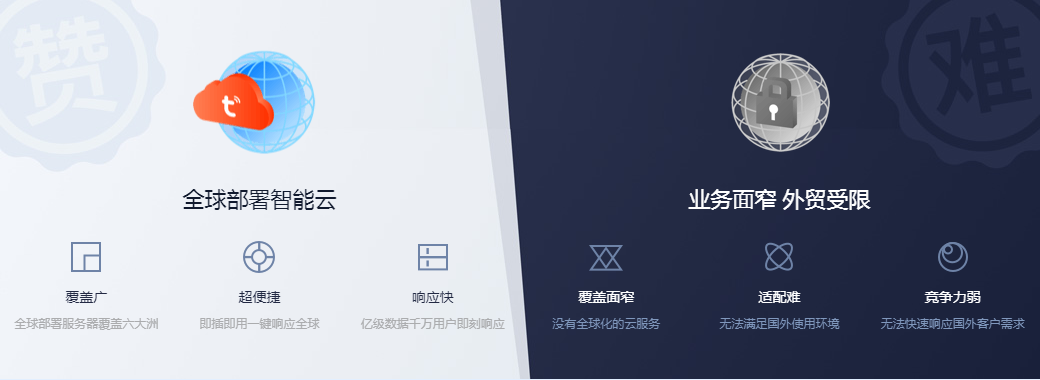 赞
全球部署智能云
覆盖广
全球部署服务器覆盖六大洲
超便捷
即插即用一键响应全球
响应快
亿级数据千万用户即刻响应
难
业务面窄 外贸受限
覆盖面窄
没有全球化的云服务
适配难
无法满足国外使用环境
竞争力弱
无法快速响应国外客户需求